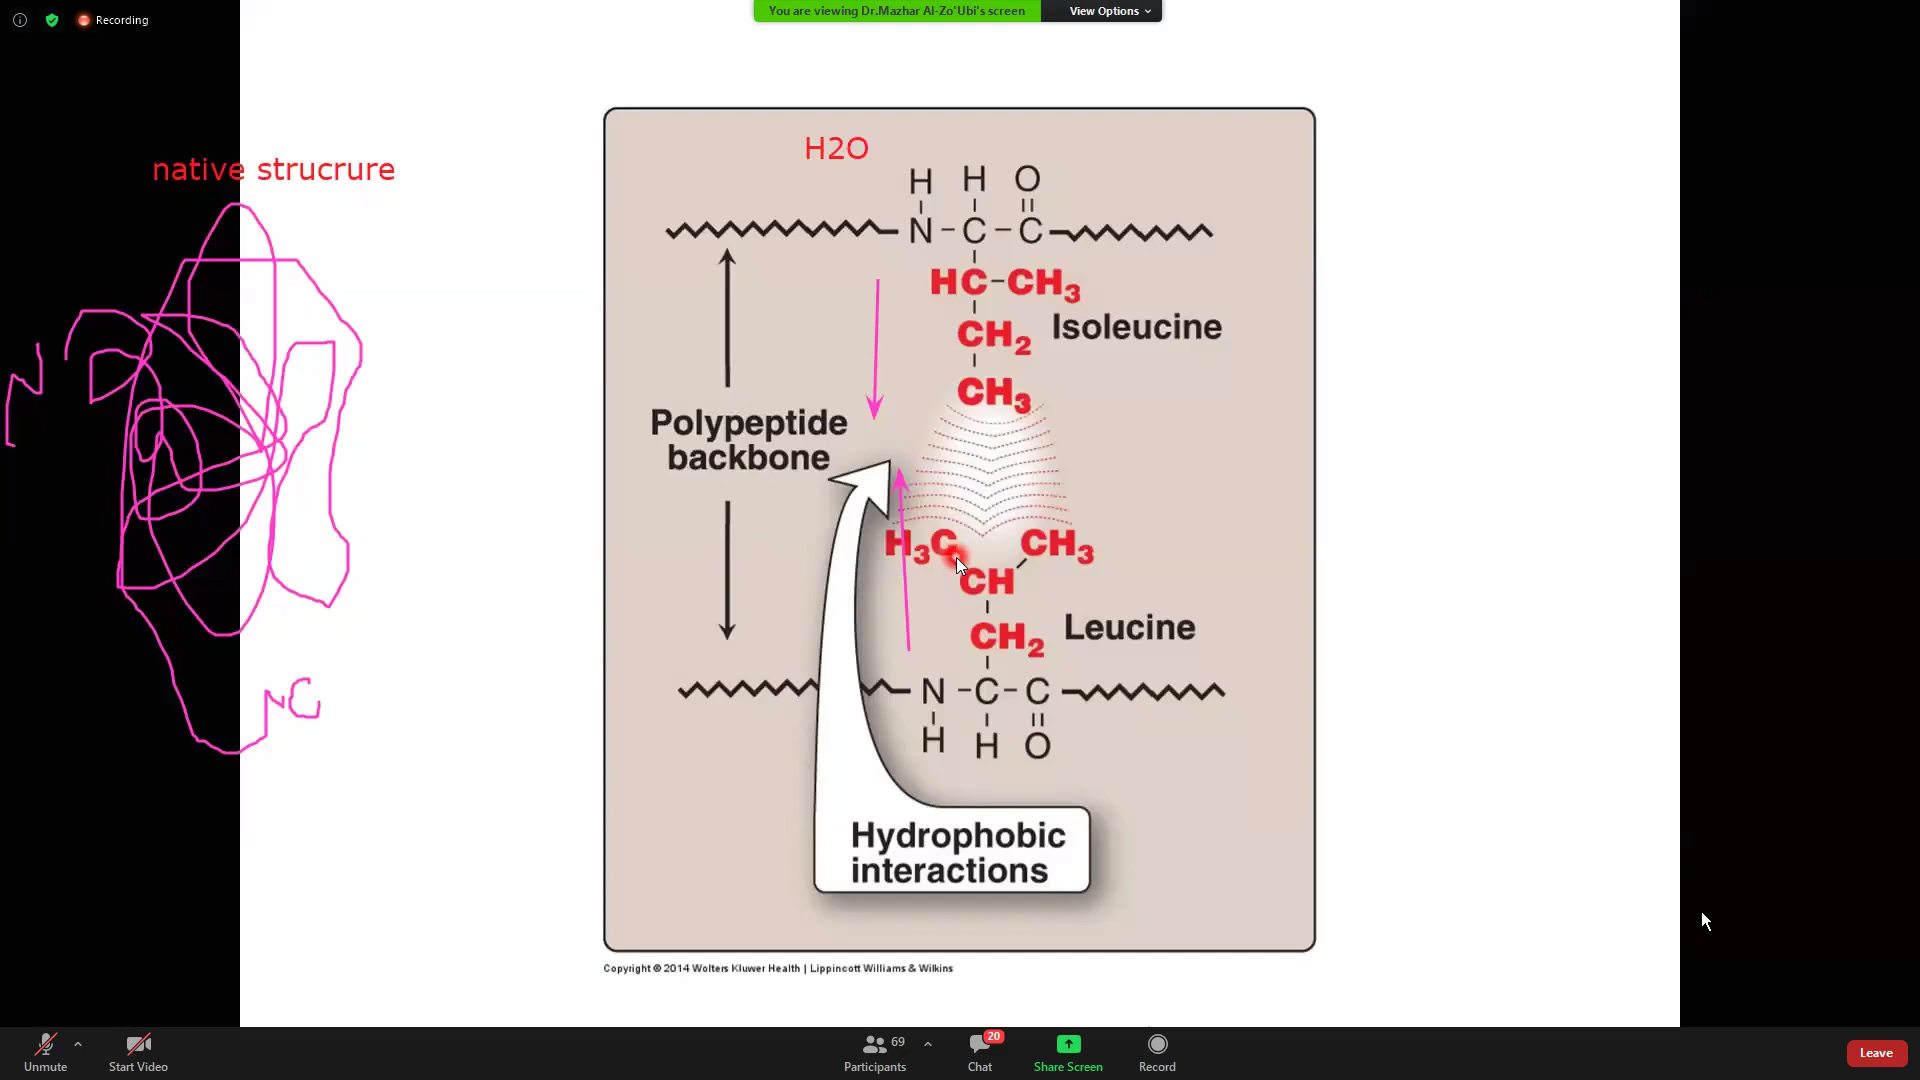 Recording
You are viewing Dr.Mazhar Al-Zo'Ubi's screen
View Options
native strucrure
H2O
H H O
N - C - C
HC-CH3
CH2
Isoleucine
CH3
Polypeptide
backbone
N
H3C CH3
CH
CH2
Leucine
N - C - C
H H O
NC
Hydrophobic
interactions
Copyright © 2014 Wolters Kluwer Health | Lippincott Williams & Wilkins
Unmute
Start Video
69
Participants
20
Chat
Share Screen
Record
Leave